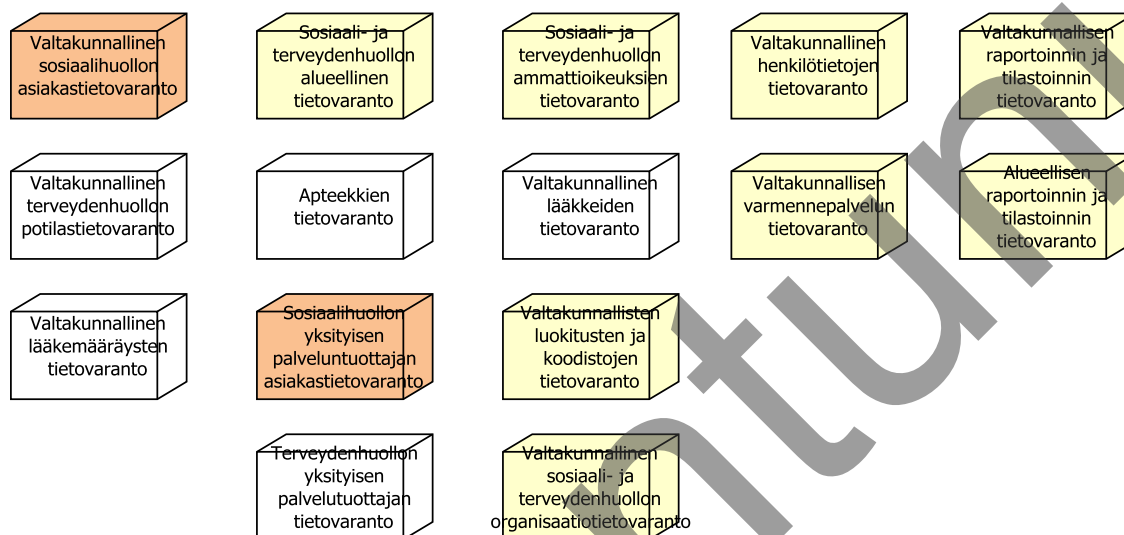 Valtakunnallinen
sosiaalihuollon
asiakastietovaranto
Sosiaali- ja
terveydenhuollon
alueellinen
tietovaranto
Sosiaali- ja
terveydenhuollon
ammattioikeuksien
tietovaranto
Valtakunnallinen
henkilötietojen
tietovaranto
Valtakunnallisen
raportoinnin ja
tilastoinnin
tietovaranto
Valtakunnallinen
terveydenhuollon
potilastietovaranto
Apteekkien
tietovaranto
Valtakunnallinen
lääkkeiden
tietovaranto
Valtakunnallisen
varmennepalvelun
tietovaranto
Alueellisen
raportoinnin ja
tilastoinnin
tietovaranto
Valtakunnallinen
lääkemääräysten
tietovaranto
Sosiaalihuollon
yksityisen
palveluntuottajan
asiakastietovaranto
Valtakunnallisten
luokitusten ja
koodistojen
tietovaranto
Terveydenhuollon
yksityisen
palvelutuottajan
tietovaranto
Valtakunnallinen
sosiaali- ja
terveydenhuollon
organisaatiotietovaranto